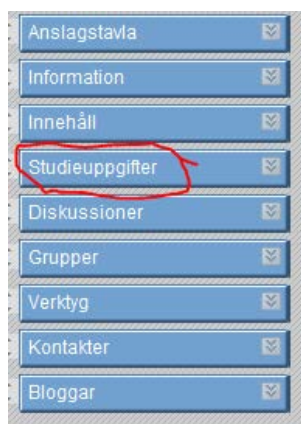 Anslagstavla
Information
Innehåll
Studieuppgifter
Diskussioner
Grupper
Verktyg
Kontakter
Bloggar